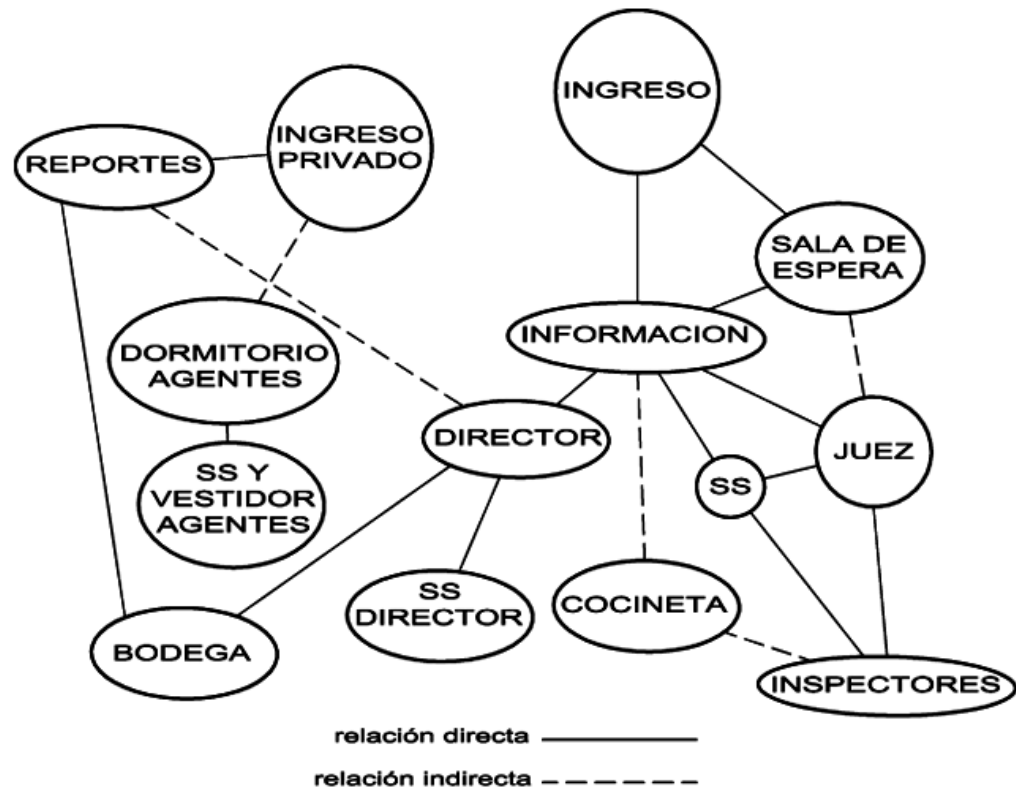 INGRESO
INGRESO
PRIVADO
REPORTES
SALA DE
ESPERA
INFORMACION
DORMITORIO
AGENTES
DIRECTOR
JUEZ
SS
SS Y
VESTIDOR
AGENTES
SS
DIRECTOR
COCINETA
BODEGA
INSPECTORES
relación directa
relación indirecta